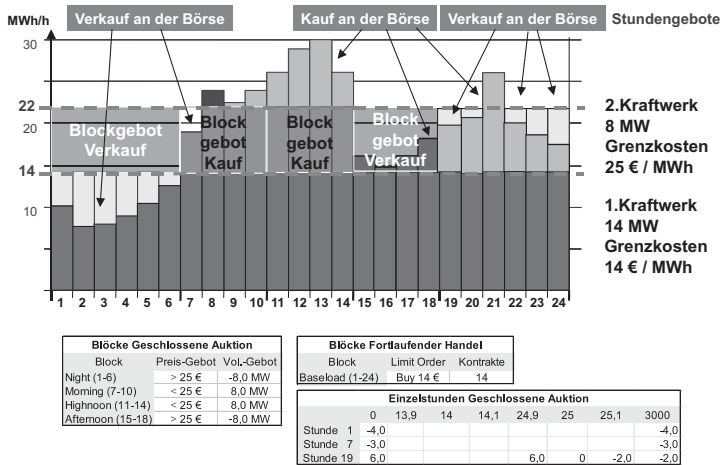 MWh/h
Verkauf an der Börse
Kauf an der Börse
Verkauf an der Börse
Stundengebote
30
22
20
14
10
Blockgebot
Verkauf
Block
gebot
Kauf
Block
gebot
Kauf
Block
gebot
Verkauf
2.Kraftwerk
8 MW
Grenzkosten
25 € / MWh
1.Kraftwerk
14 MW
Grenzkosten
14 € / MWh
1 2 3 4 5 6 7 8 9 10 11 12 13 14 15 16 17 18 19 20 21 22 23 24
Blöcke Geschlossene Auktion
Block Preis-Gebot Vol.-Gebot
Night (1-6) > 25 € -8,0 MW
Morning (7-10) < 25 € 8,0 MW
Highnoon (11-14) < 25 € 8,0 MW
Afternoon (15-18) > 25 € -8,0 MW
Blöcke Fortlaufender Handel
Block Limit Order Kontrakte
Baseload (1-24) Buy 14 € 14
Einzelstunden Geschlossene Auktion
0 13,9 14 14,1 24,9 25 25,1 3000
Stunde 1 -4,0 -4,0
Stunde 7 -3,0 -3,0
Stunde 19 6,0 6,0 0 -2,0 -2,0